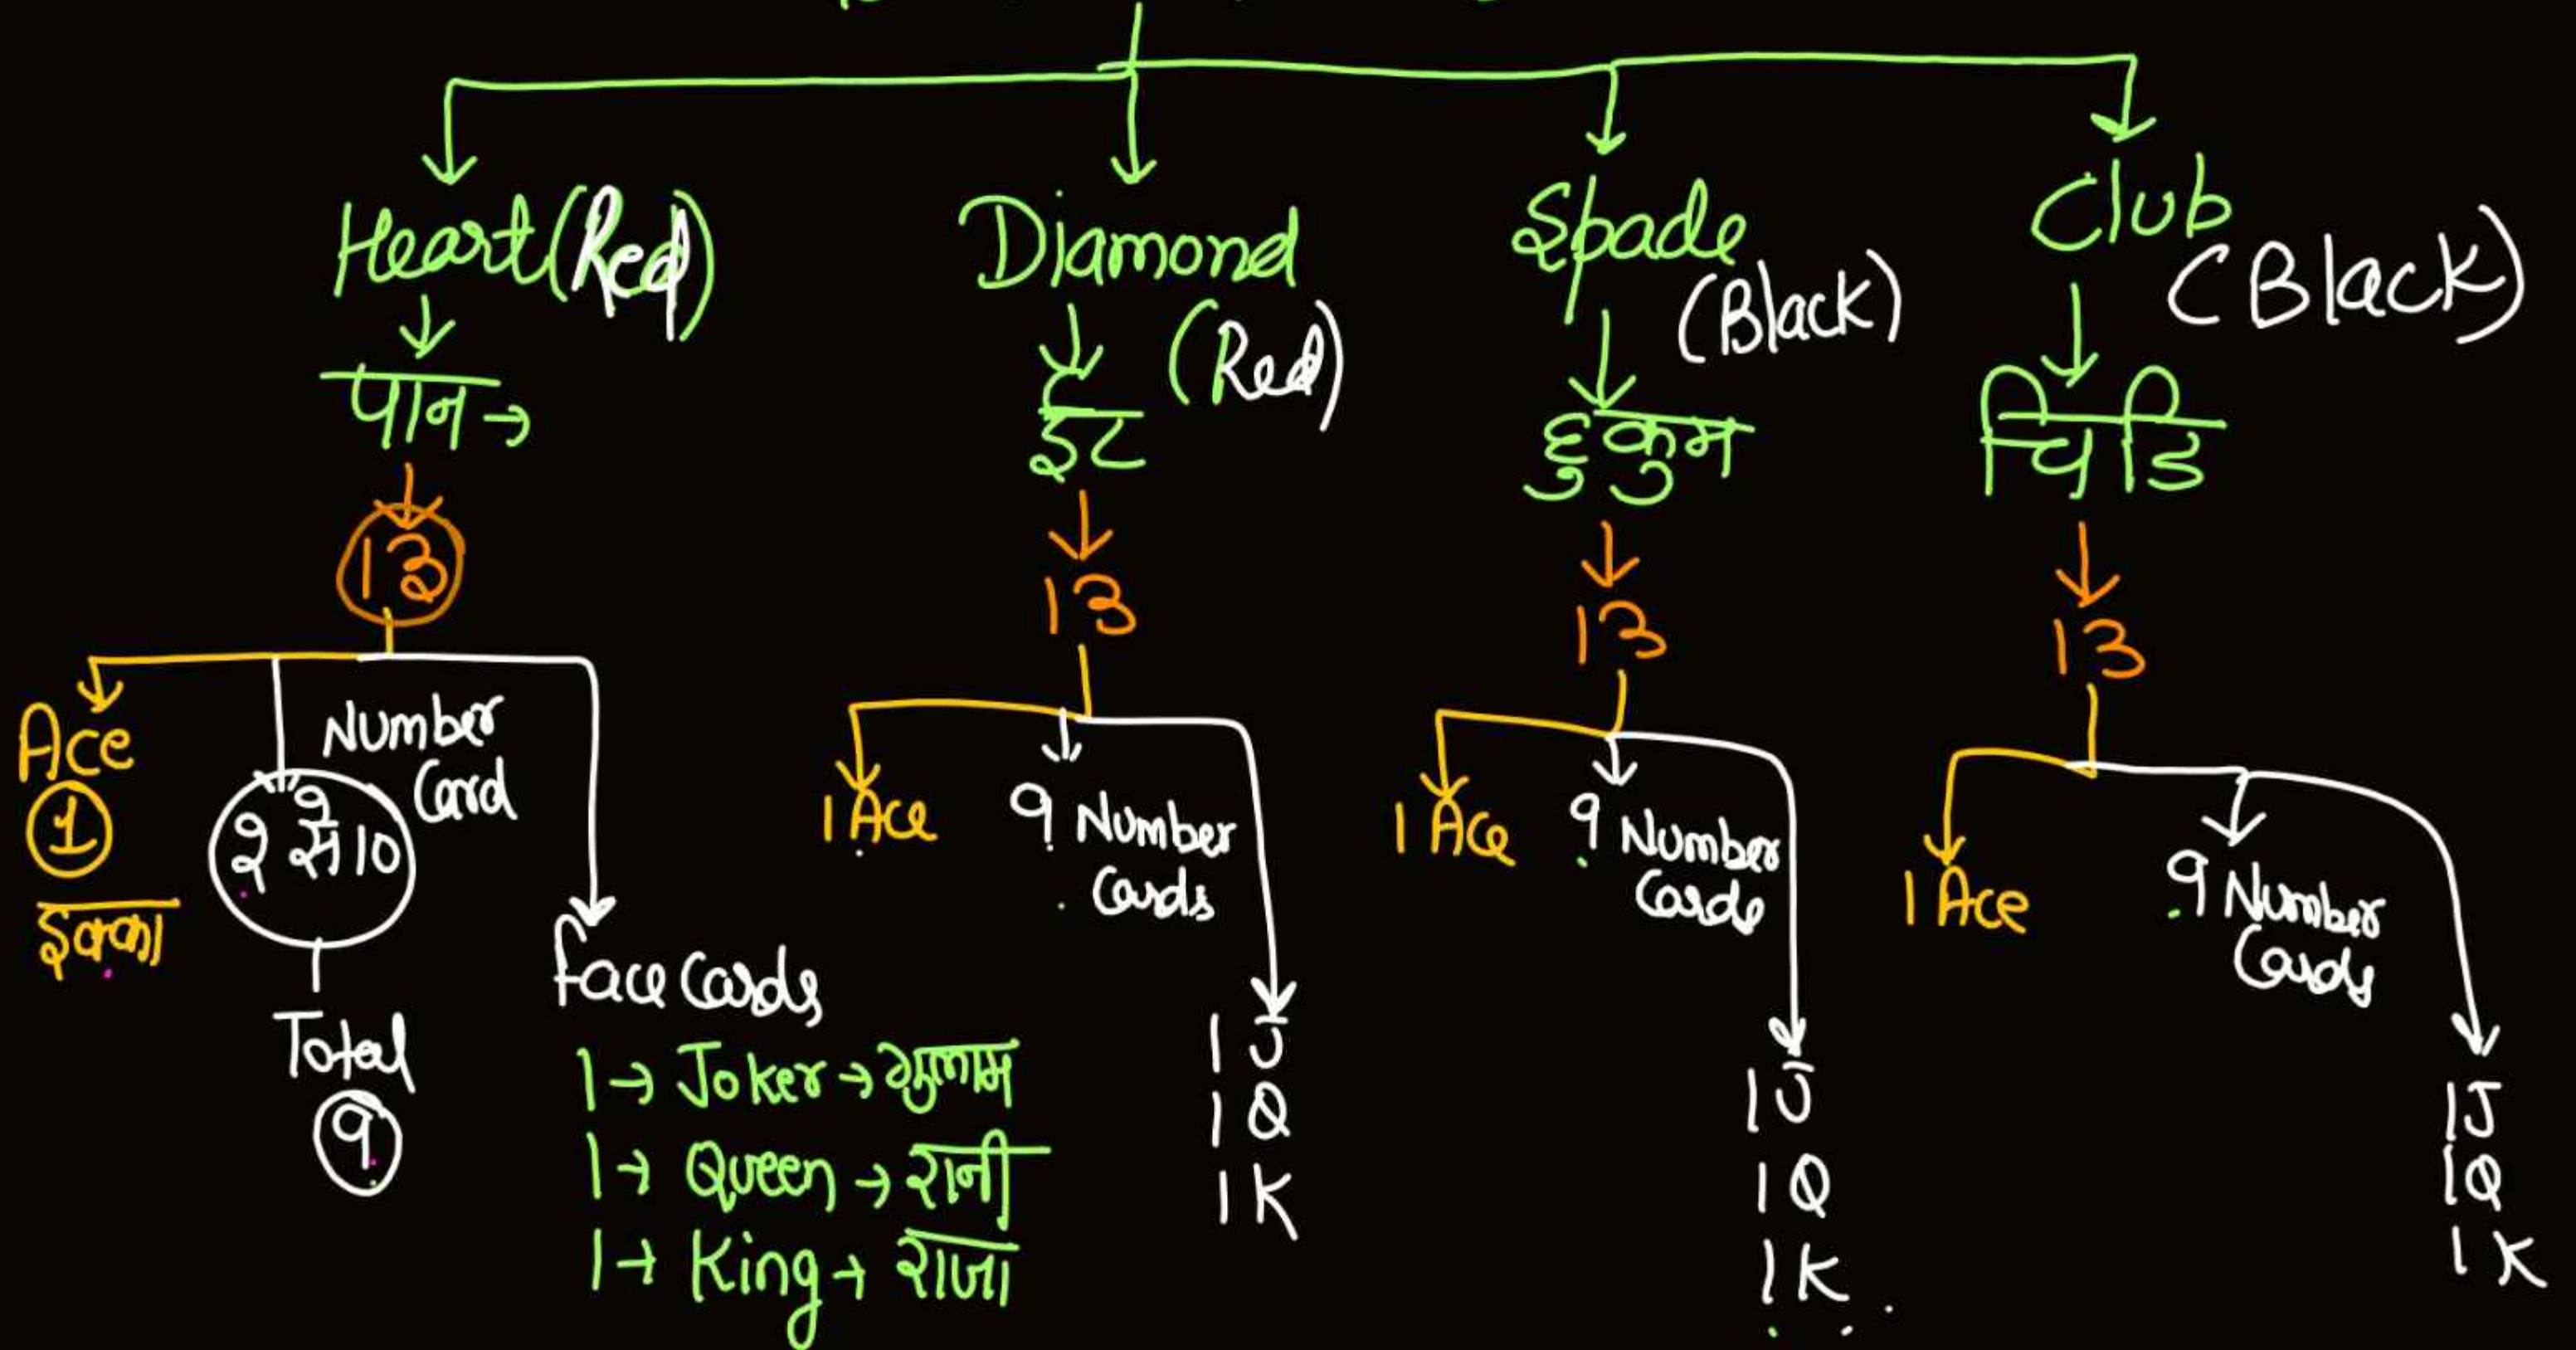 Heart (Red)
Diamond
(Red)
Spade
(Black)
Club
(Black)
पान →
ईट
हुकुम
चिडि
13
13
13
13
Ace
1
इक्का
Number
Card
2 से 10
Total
9
Face Cards
1 → Joker → गुलाम
1 → Queen → रानी
1 → King → राजा
1 Ace
9 Number
Cards
1 J
1 Q
1 K
1 Ace
9 Number
Cards
1 J
1 Q
1 K
1 Ace
9 Number
Cards
1 J
1 Q
1 K